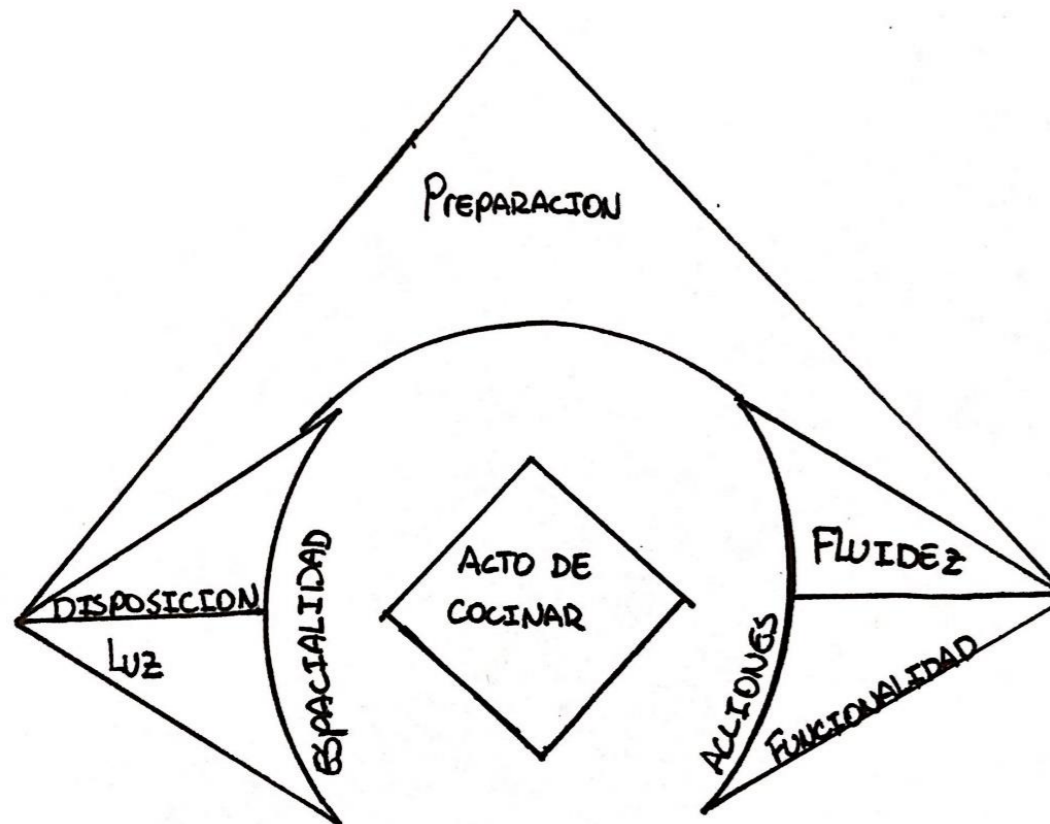 PREPARACION
ACTO DE
COCINAR
DISPOSICION
LUZ
ESPACIALIDAD
ACCIONES
FLUIDEZ
FUNCIONALIDAD